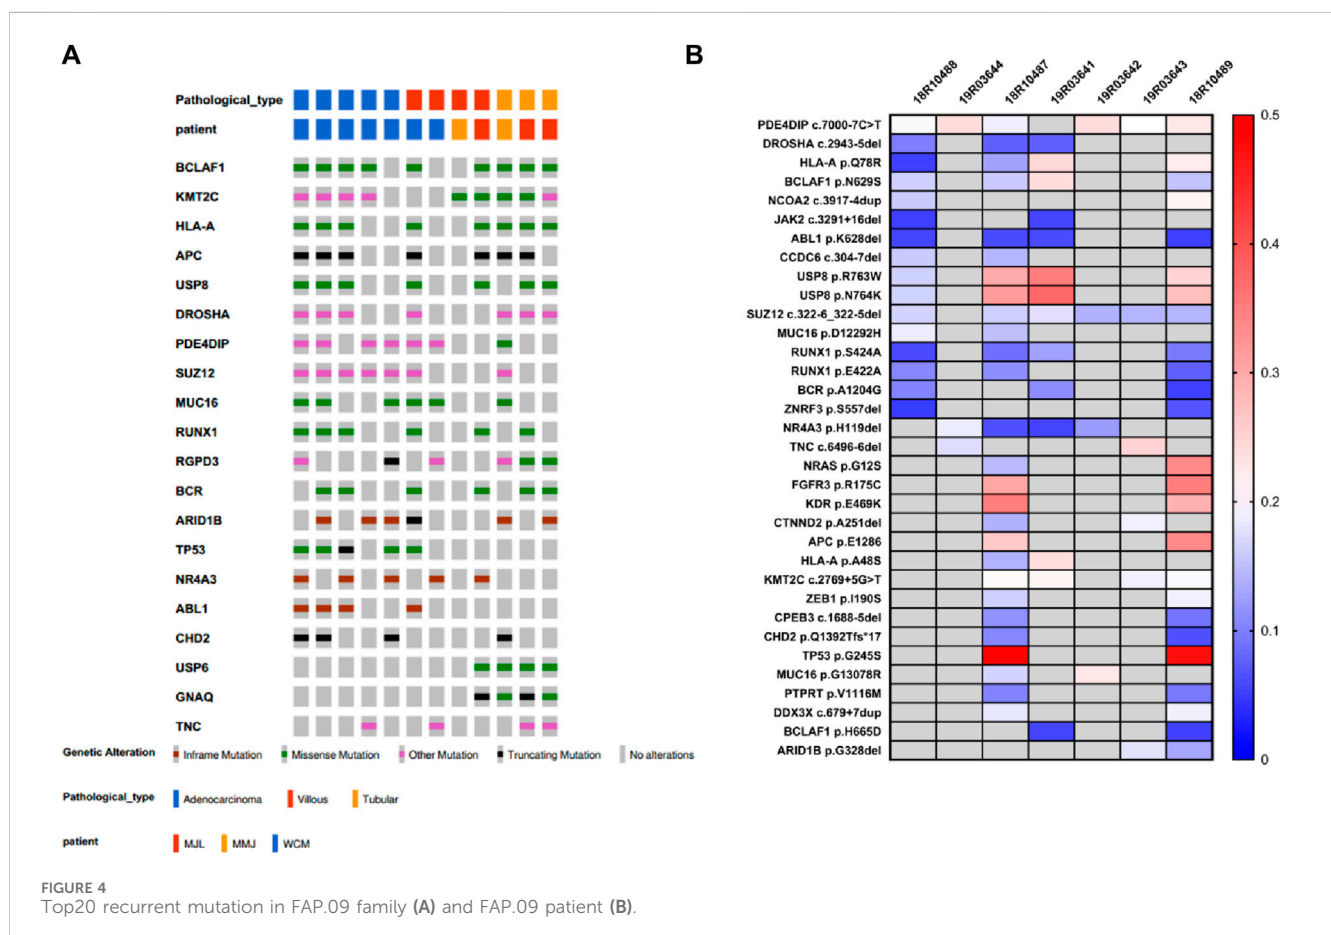 A
Pathological_type
patient
BCLAF1
KMT2C
HLA-A
APC
USP8
DROSHA
PDE4DIP
SUZ12
MUC16
RUNX1
RGPD3
BCR
ARID1B
TP53
NR4A3
ABL1
CHD2
USP6
GNAQ
TNC
Genetic Alteration Inframe Mutation Missense Mutation Other Mutation Truncating Mutation No alterations
Pathological_type Adenocarcinoma Villous Tubular
patient MJL MMJ WCM
B
18R10488 19R03644 18R10487 19R03641 19R03642 19R03643 18R10489
PDE4DIP c.7000-7C>T
DROSHA c.2943-5del
HLA-A p.Q78R
BCLAF1 p.N629S
NCOA2 c.3917-4dup
JAK2 c.3291+16del
ABL1 p.K628del
CCDC6 c.304-7del
USP8 p.R763W
USP8 p.N764K
SUZ12 c.322-6_322-5del
MUC16 p.D12292H
RUNX1 p.S424A
RUNX1 p.E422A
BCR p.A1204G
ZNRF3 p.S557del
NR4A3 p.H119del
TNC c.6496-6del
NRAS p.G12S
FGFR3 p.R175C
KDR p.E469K
CTNND2 p.A251del
APC p.E1286
HLA-A p.A48S
KMT2C c.2769+5G>T
ZEB1 p.I190S
CPEB3 c.1688-5del
CHD2 p.Q1392Tfs*17
TP53 p.G245S
MUC16 p.G13078R
PTPRT p.V1116M
DDX3X c.679+7dup
BCLAF1 p.H665D
ARID1B p.G328del
0.5
0.4
0.3
0.2
0.1
0
FIGURE 4
Top20 recurrent mutation in FAP.09 family (A) and FAP.09 patient (B).